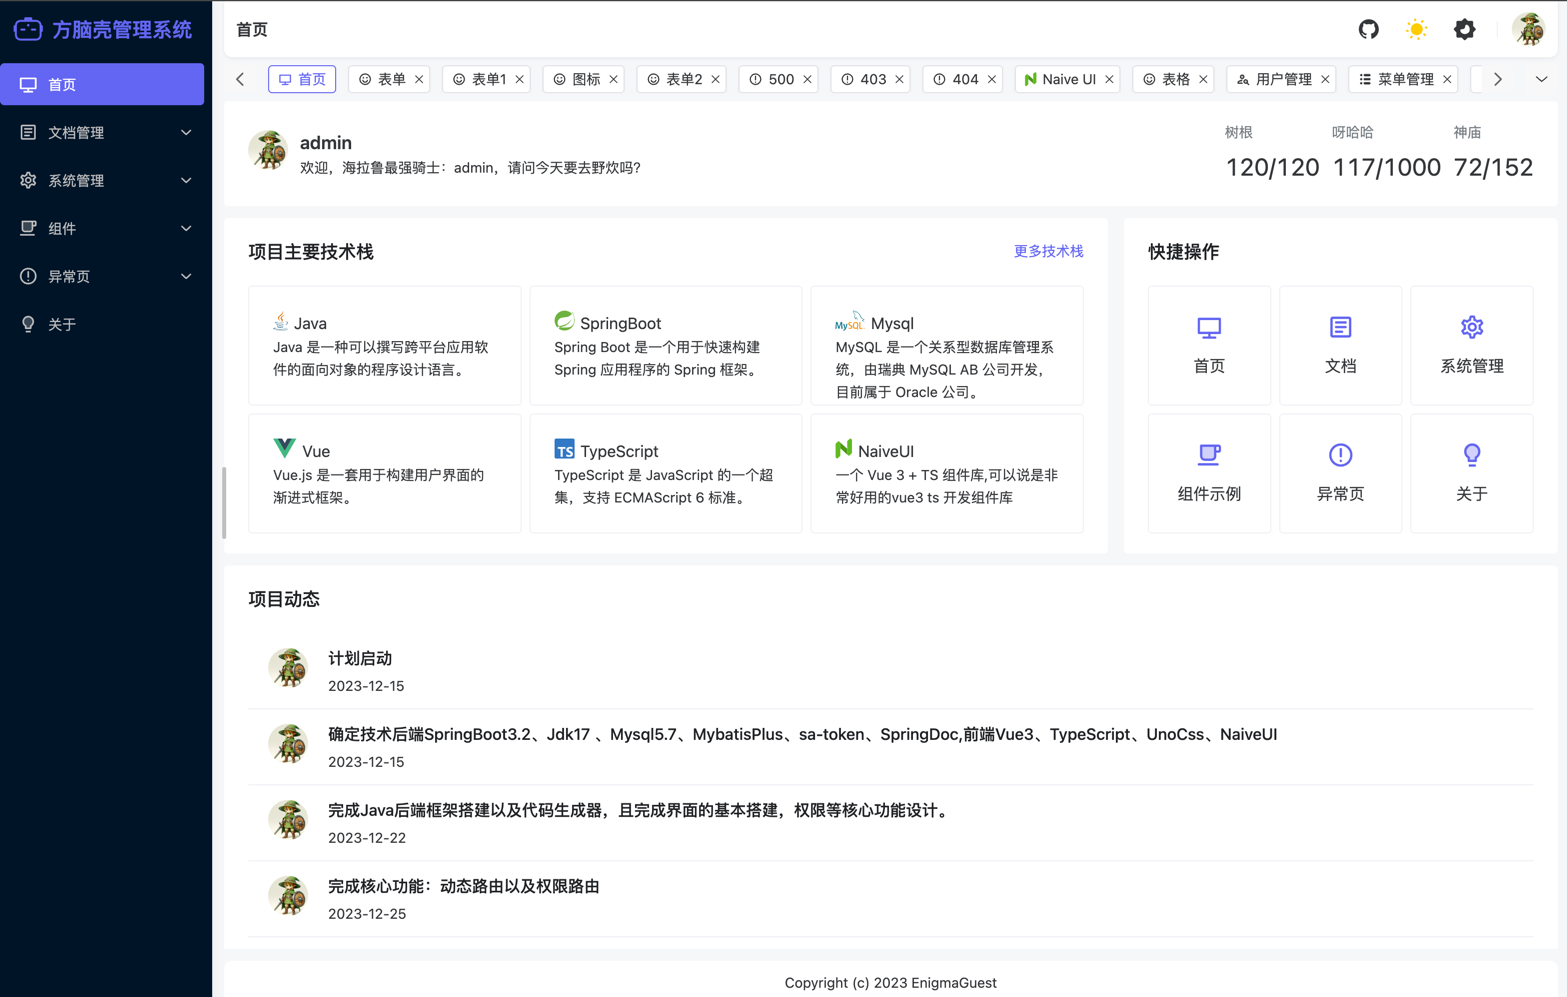 方脑壳管理系统
首页
文档管理
系统管理
组件
异常页
关于
首页
首页
表单
表单1
图标
表单2
500
403
404
Naive UI
表格
用户管理
菜单管理
admin
欢迎，海拉鲁最强骑士：admin，请问今天要去野炊吗?
树根
120/120
呀哈哈
117/1000
神庙
72/152
项目主要技术栈
更多技术栈
Java
Java 是一种可以撰写跨平台应用软
件的面向对象的程序设计语言。
SpringBoot
Spring Boot 是一个用于快速构建
Spring 应用程序的 Spring 框架。
MySQL
Mysql
MySQL 是一个关系型数据库管理系
统，由瑞典 MySQL AB 公司开发，
目前属于 Oracle 公司。
Vue
Vue.js 是一套用于构建用户界面的
渐进式框架。
TS
TypeScript
TypeScript 是 JavaScript 的一个超
集，支持 ECMAScript 6 标准。
NaiveUI
一个 Vue 3 + TS 组件库,可以说是非
常好用的vue3 ts 开发组件库
快捷操作
首页
文档
系统管理
组件示例
异常页
关于
项目动态
计划启动
2023-12-15
确定技术后端SpringBoot3.2、Jdk17 、Mysql5.7、MybatisPlus、sa-token、SpringDoc,前端Vue3、TypeScript、UnoCss、NaiveUI
2023-12-15
完成Java后端框架搭建以及代码生成器，且完成界面的基本搭建，权限等核心功能设计。
2023-12-22
完成核心功能：动态路由以及权限路由
2023-12-25
Copyright (c) 2023 EnigmaGuest